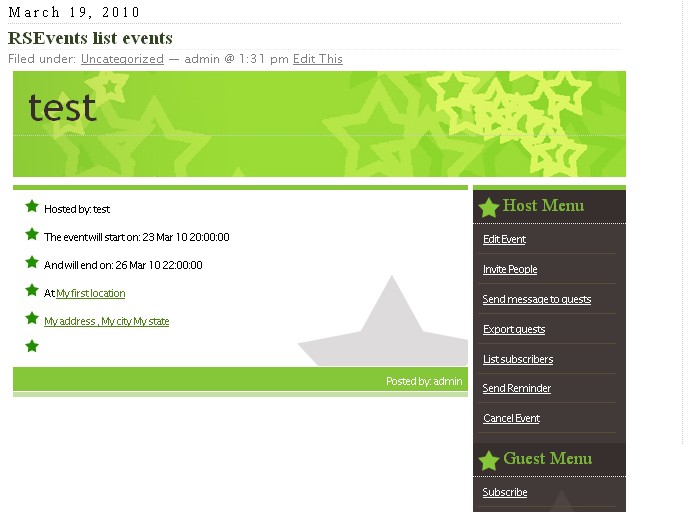 March 19, 2010
RSEvents list events
Filed under: Uncategorized — admin @ 1:31 pm Edit This
test
Hosted by: test
The event will start on: 23 Mar 10 20:00:00
And will end on: 26 Mar 10 22:00:00
At My first location
My address , My city My state
Posted by: admin
Host Menu
Edit Event
Invite People
Send message to guests
Export guests
List subscribers
Send Reminder
Cancel Event
Guest Menu
Subscribe